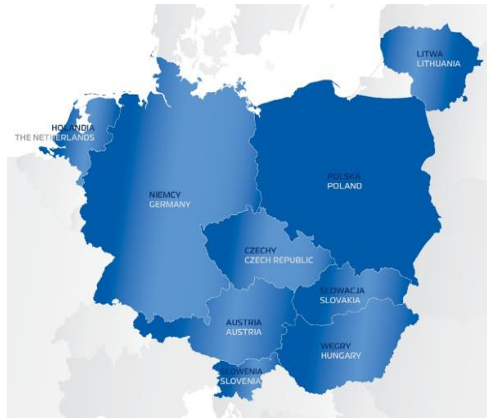 LITWA
LITHUANIA
HOLANDIA
THE NETHERLANDS
POLSKA
POLAND
NIEMCY
GERMANY
CZECHY
CZECH REPUBLIC
SŁOWACJA
SLOVAKIA
AUSTRIA
AUSTRIA
WĘGRY
HUNGARY
SŁOWENIA
SLOVENIA